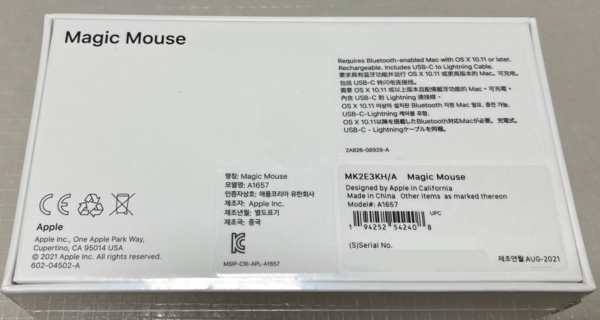 Magic Mouse
Requires Bluetooth-enabled Mac with OS X 10.11 or later.
Rechargeable. Includes USB-C to Lightning Cable.
要求具有蓝牙功能并运行 OS X 10.11 或更高版本的 Mac。可充电。
包括 USB-C 转闪电连接线。
需要 OS X 10.11 或以上版本且配備藍牙功能的 Mac。可充電。
內含 USB-C 對 Lightning 連接線。
OS X 10.11 이상이 설치된 Bluetooth 지원 Mac 필요. 충전 가능.
USB-C-Lightning 케이블 포함.
OS X 10.11以降を搭載したBluetooth対応Macが必要。 充電式。
USB-C - Lightningケーブルを同梱。
2A826-08929-A
CE
Apple
Apple Inc., One Apple Park Way,
Cupertino, CA 95014 USA
© 2021 Apple Inc. All rights reserved.
602-04502-A
명칭: Magic Mouse
모델명: A1657
인증자상호: 애플코리아 유한회사
제조자: Apple Inc.
제조년월: 별도표기
제조국: 중국
MSIP-CRI-APL-A1657
MK2E3KH/A Magic Mouse
Designed by Apple in California
Made in China Other items as marked thereon
Model#: A1657
UPC
1 94252 54240 8
(S)Serial No.
제조연월:AUG-2021